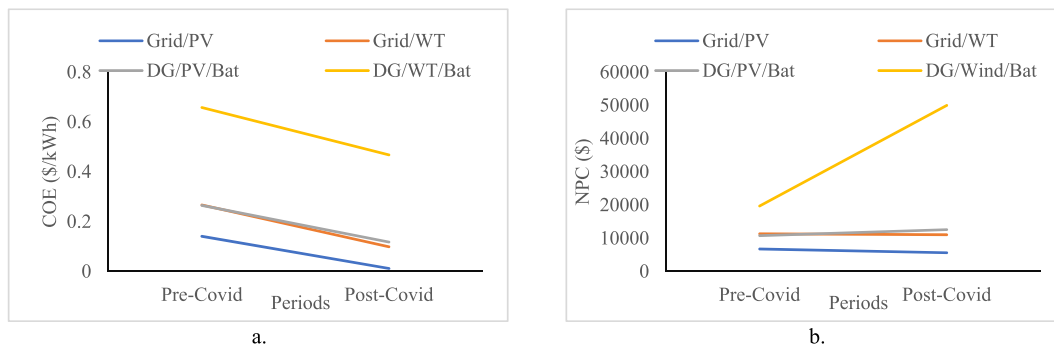 Grid/PV Grid/WT
DG/PV/Bat DG/WT/Bat
0.8
0.6
0.4
0.2
0
COE ($/kWh)
Pre-Covid Post-Covid
Periods
a.
Grid/PV Grid/WT
DG/PV/Bat DG/Wind/Bat
60000
50000
40000
30000
20000
10000
0
NPC ($)
Pre-Covid Post-Covid
Periods
b.